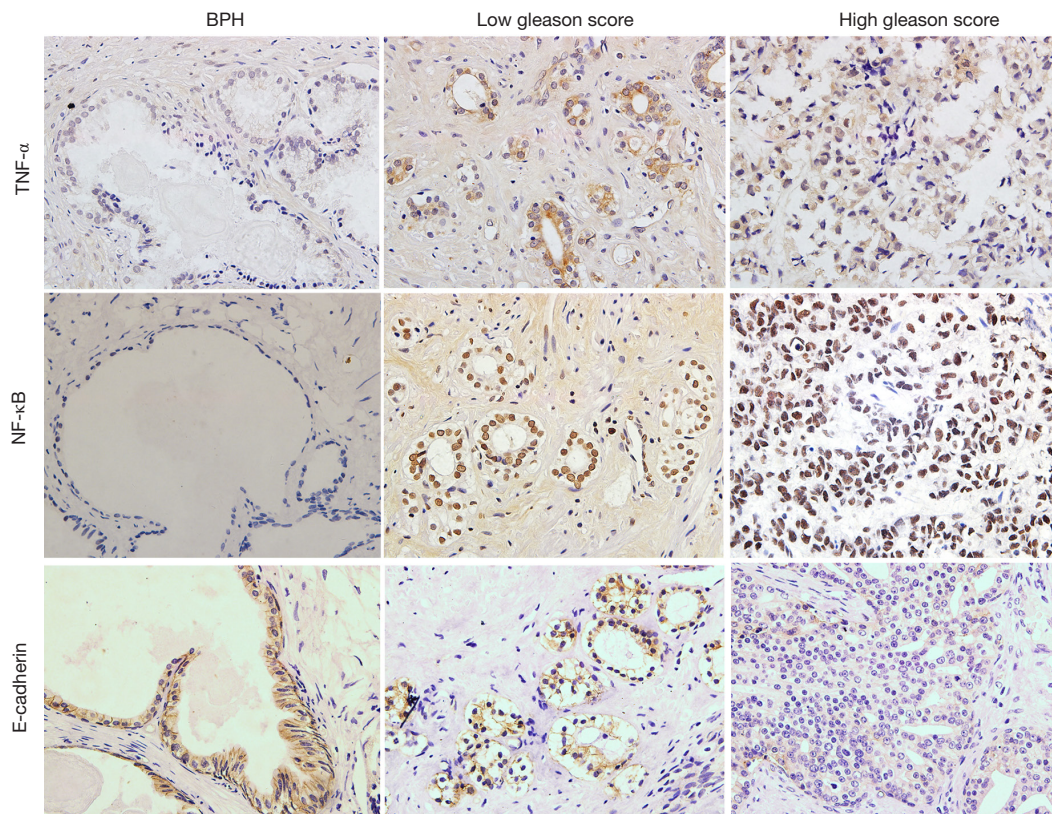 BPH
Low gleason score
High gleason score
TNF-α
NF-κB
E-cadherin